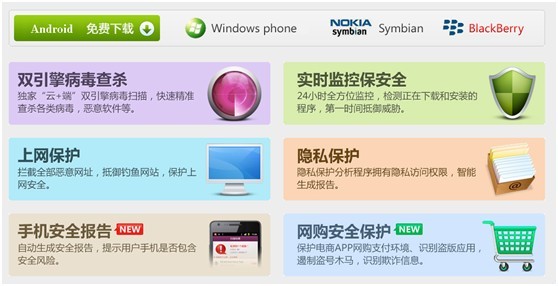 Android 免费下载
Windows phone
NOKIA
symbian
Symbian
BlackBerry
双引擎病毒查杀
独家“云+端”双引擎病毒扫描，快速精准
查杀各类病毒，恶意软件等。
实时监控保安全
24小时全方位监控，检测正在下载和安装的
程序，第一时间抵御威胁。
上网保护
拦截全部恶意网址，抵御钓鱼网站，保护上
网安全。
隐私保护
隐私保护分析程序拥有隐私访问权限，智能
生成报告。
手机安全报告 NEW
自动生成安全报告，提示用户手机是否包含
安全风险。
网购安全保护 NEW
保护电商APP网购支付环境、识别盗版应用，
遏制盗号木马，识别欺诈信息。